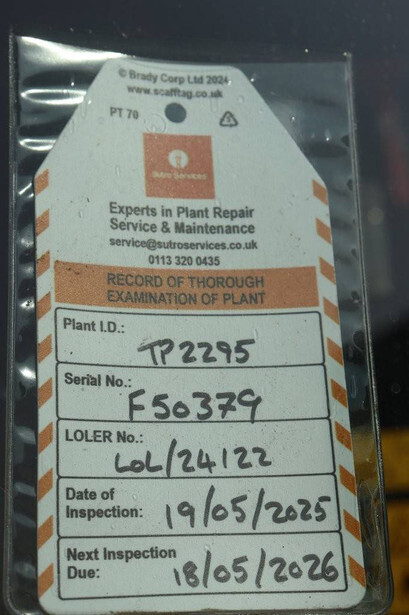 © Brady Corp Ltd 2024
www.scafftag.co.uk
PT 70
Sutro Services
Experts in Plant Repair
Service & Maintenance
service@sutroservices.co.uk
0113 320 0435
RECORD OF THOROUGH
EXAMINATION OF PLANT
Plant I.D.: TP2295
Serial No.: F50379
LOLER No.: LOL/24122
Date of
Inspection: 19/05/2025
Next Inspection
Due: 18/05/2026